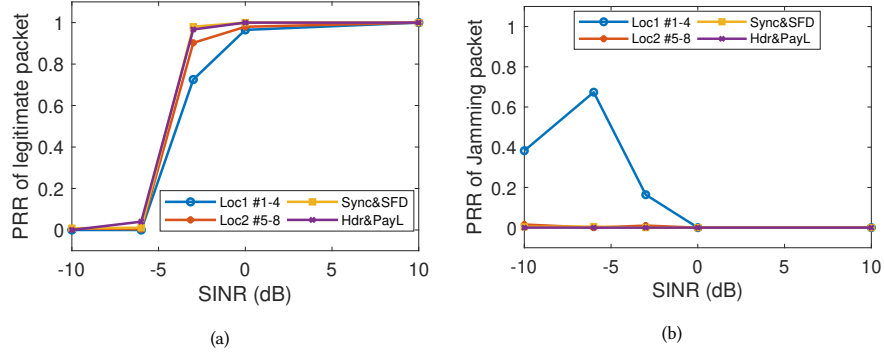 PRR of legitimate packet
1
0.8
0.6
0.4
0.2
0
-10
-5
0
5
10
SINR (dB)
Loc1 #1-4
Sync&SFD
Loc2 #5-8
Hdr&PayL
(a)
PRR of Jamming packet
1
0.8
0.6
0.4
0.2
0
-10
-5
0
5
10
SINR (dB)
Loc1 #1-4
Sync&SFD
Loc2 #5-8
Hdr&PayL
(b)